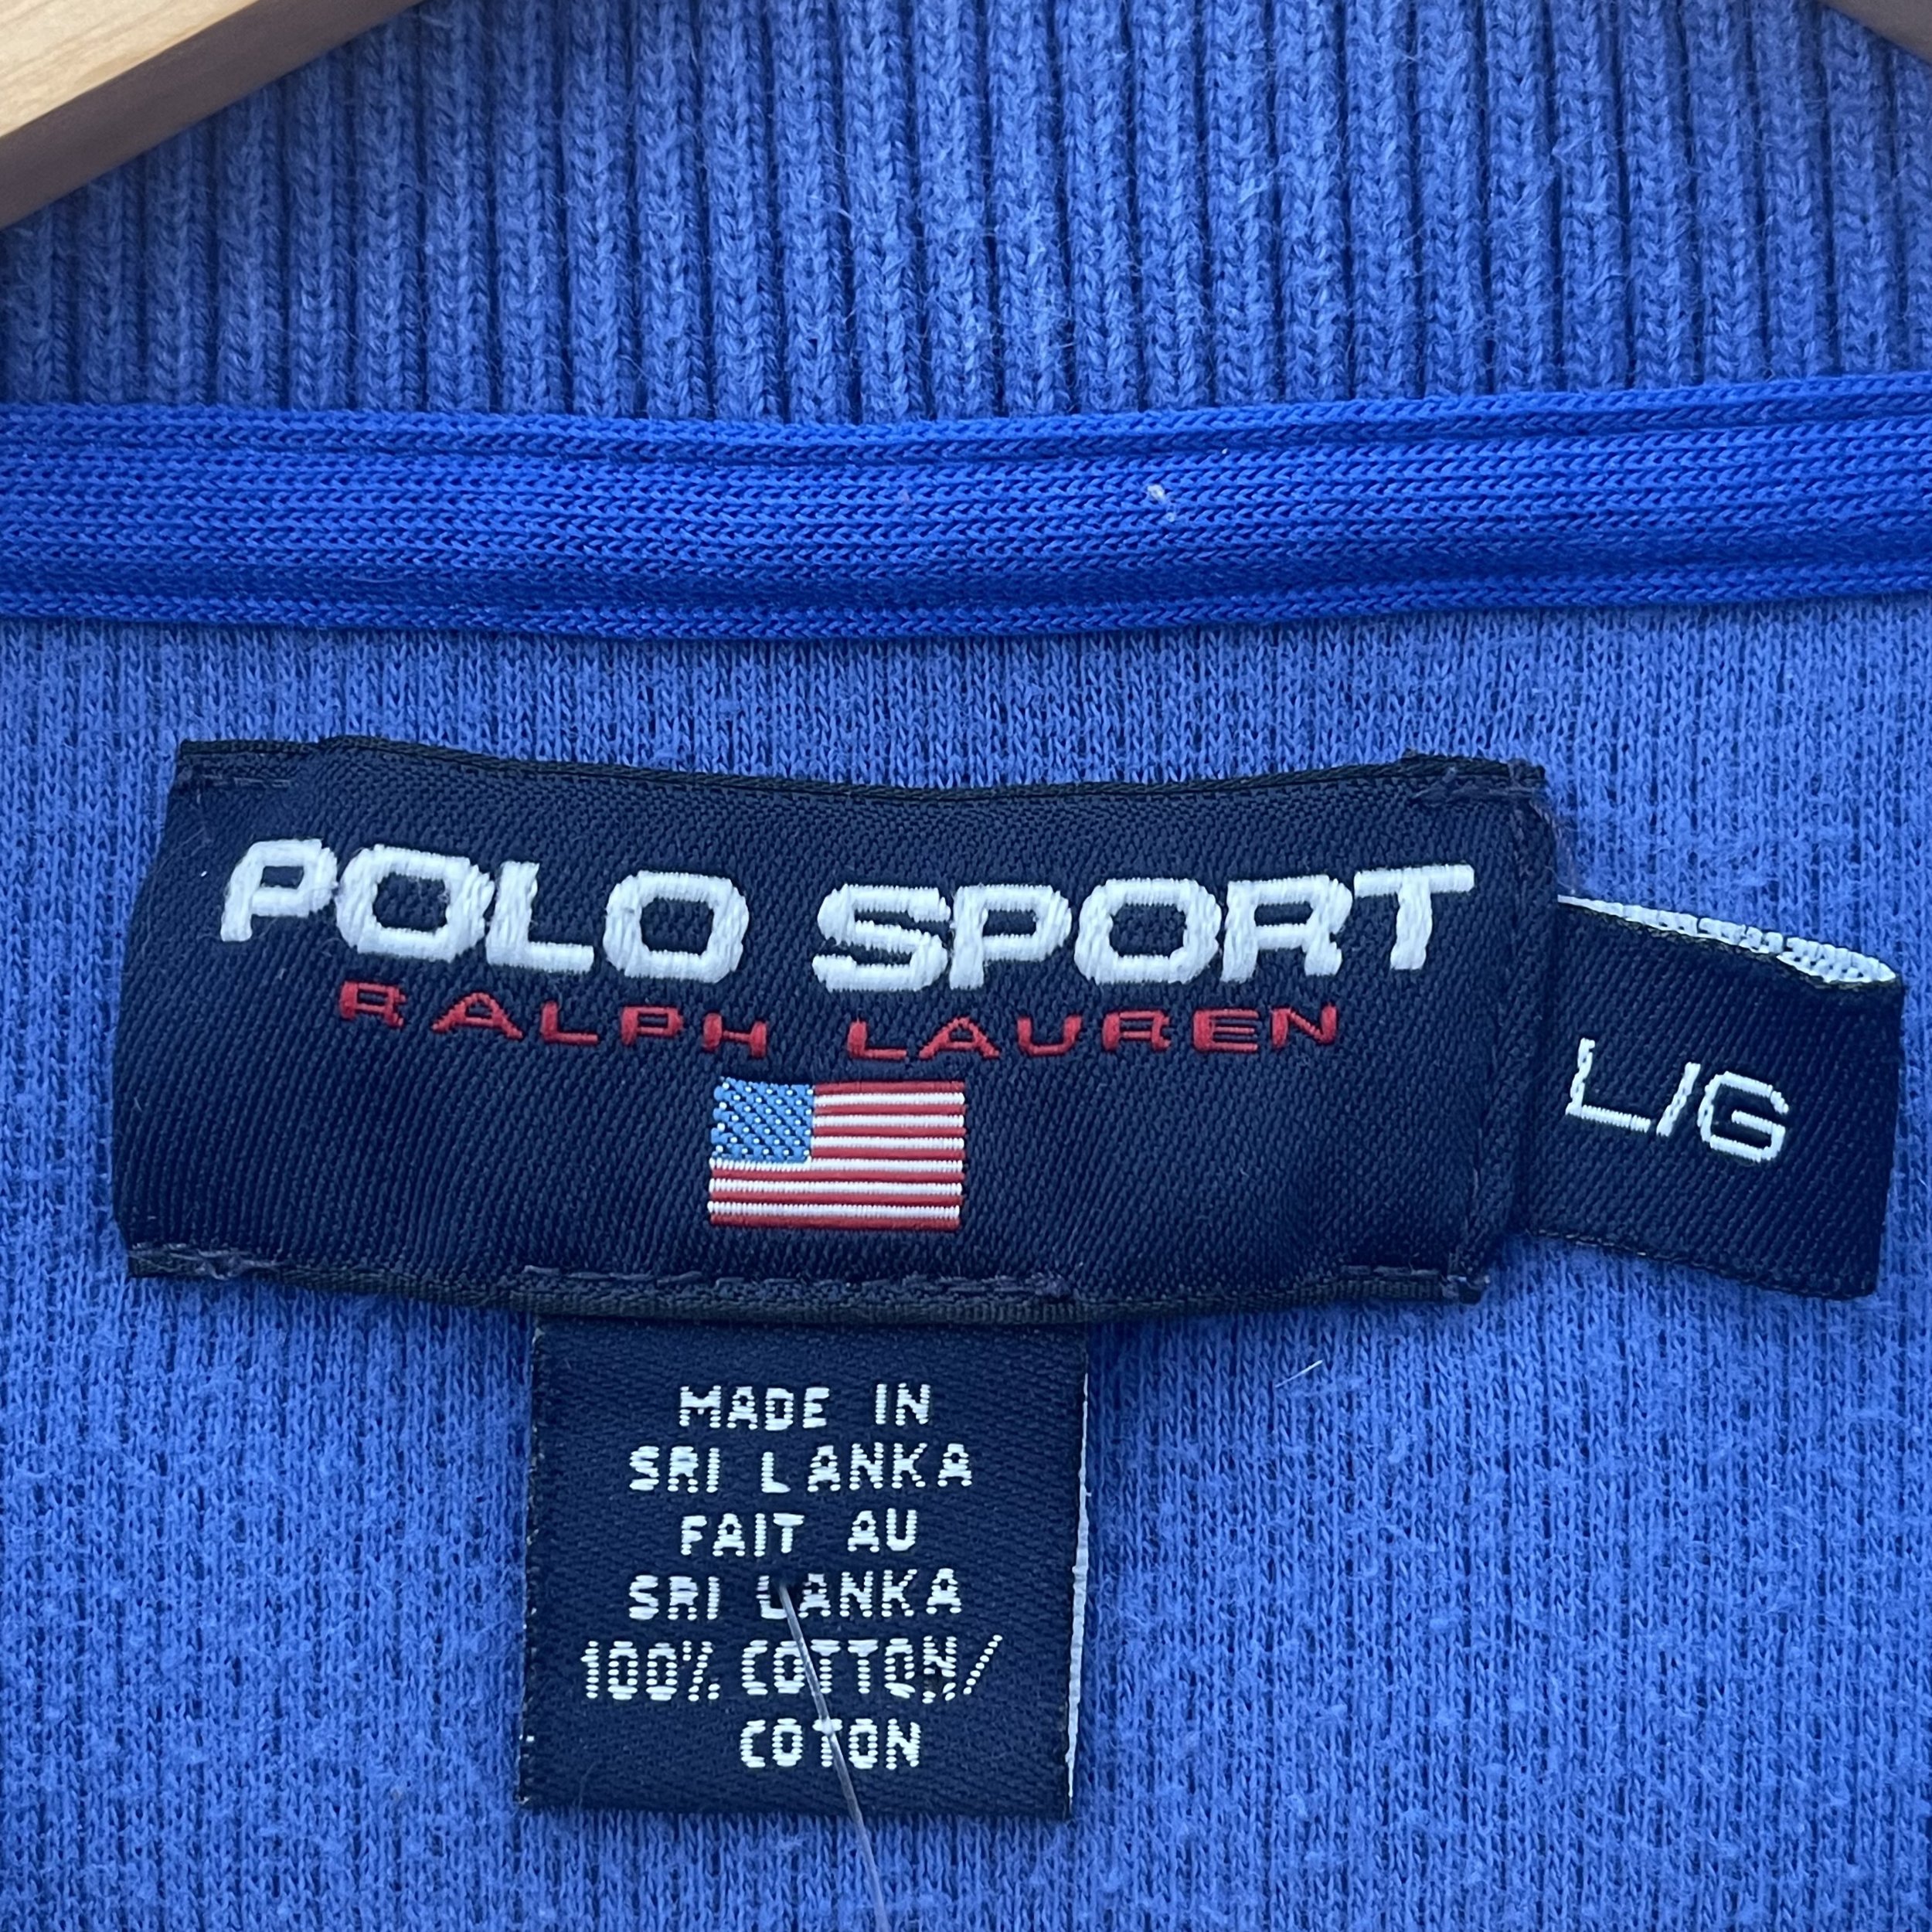 POLO SPORT
RALPH LAUREN
L/G
MADE IN
SRI LANKA
FAIT AU
SRI LANKA
100% COTTON/
COTON